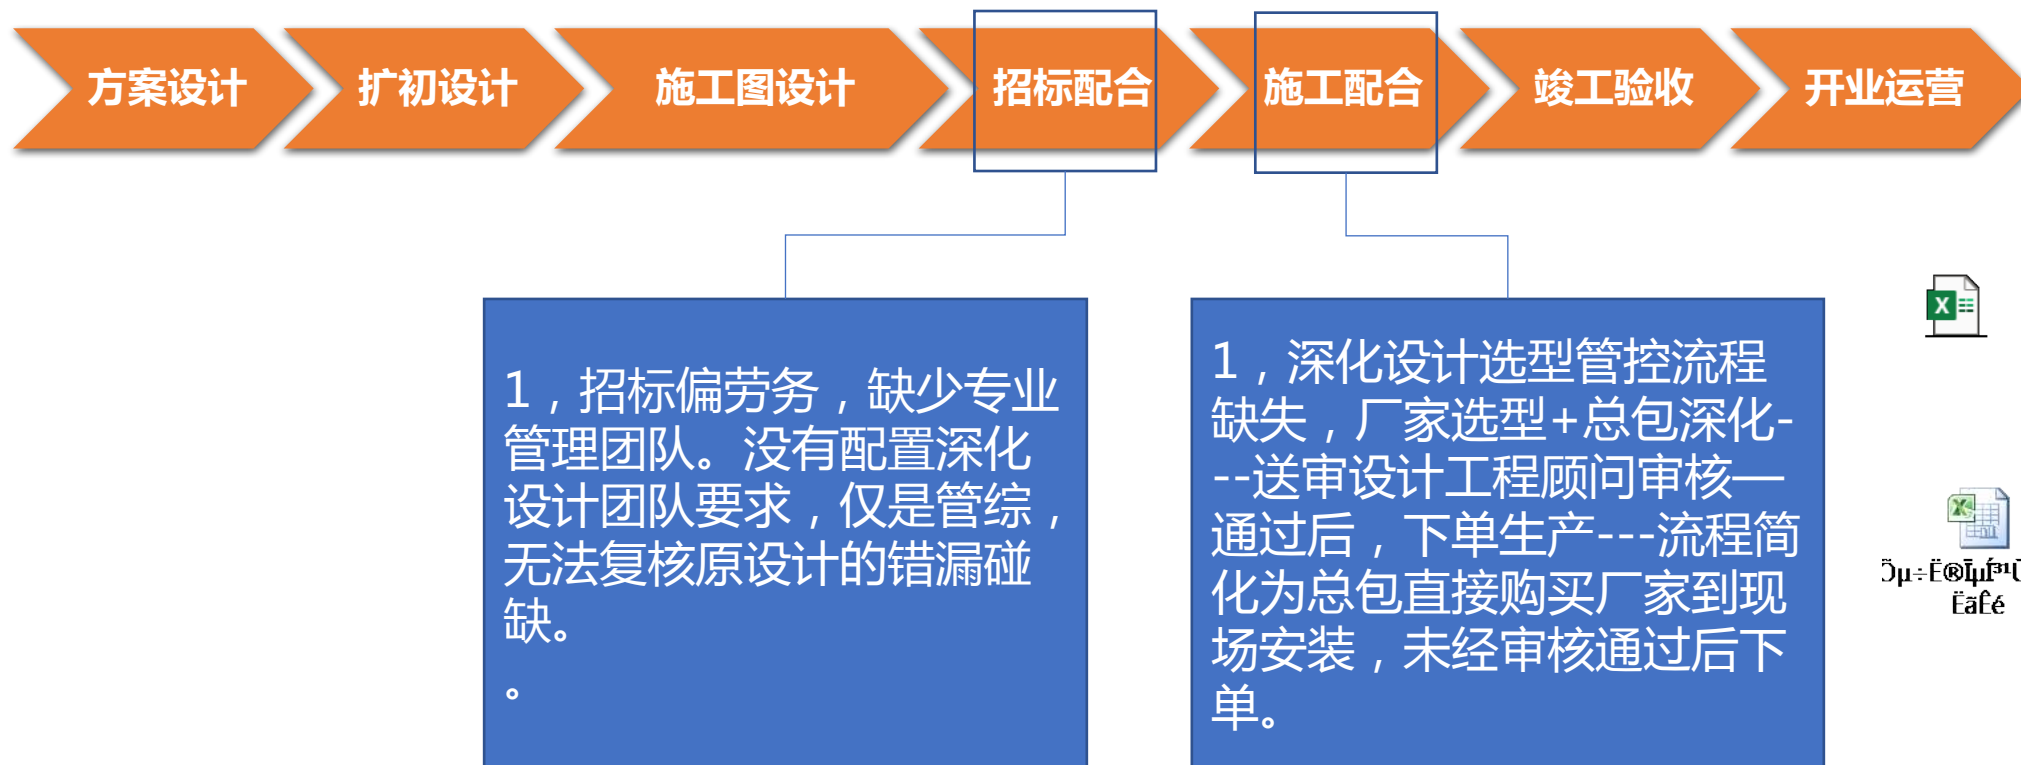 方案设计
扩初设计
施工图设计
招标配合
施工配合
竣工验收
开业运营
1，招标偏劳务，缺少专业
管理团队。没有配置深化
设计团队要求，仅是管综，
无法复核原设计的错漏碰
缺。
。
1，深化设计选型管控流程
缺失，厂家选型+总包深化-
--送审设计工程顾问审核—
通过后，下单生产---流程简
化为总包直接购买厂家到现
场安装，未经审核通过后下
单。
ËãÊé